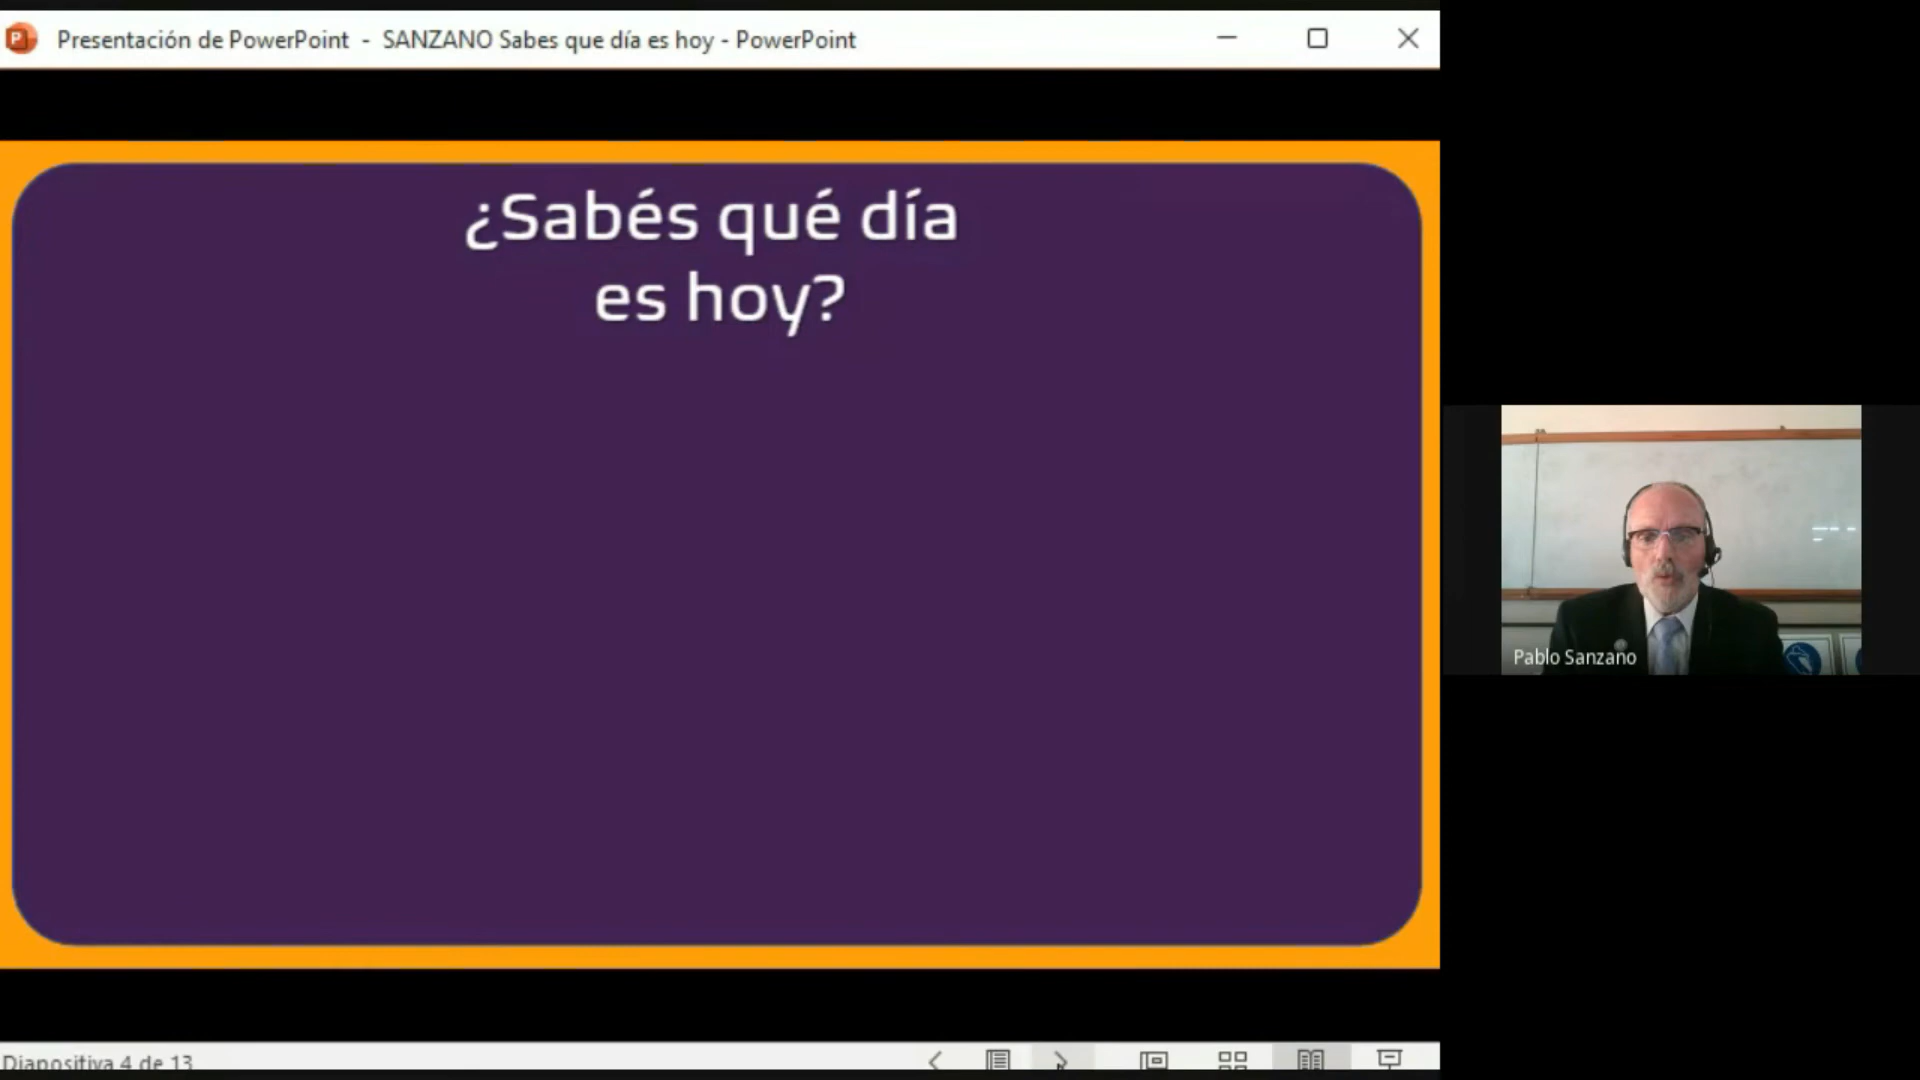 Presentación de PowerPoint - SANZANO Sabes que día es hoy - PowerPoint
¿Sabés qué día
es hoy?
Pablo Sanzano
Diapositiva 4 de 13